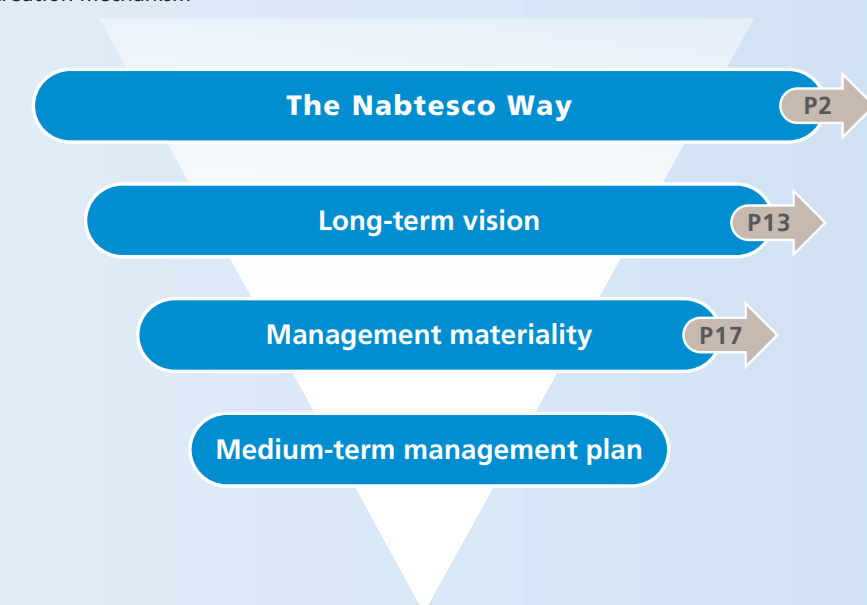 The Nabtesco Way
P2
Long-term vision
P13
Management materiality
P17
Medium-term management plan